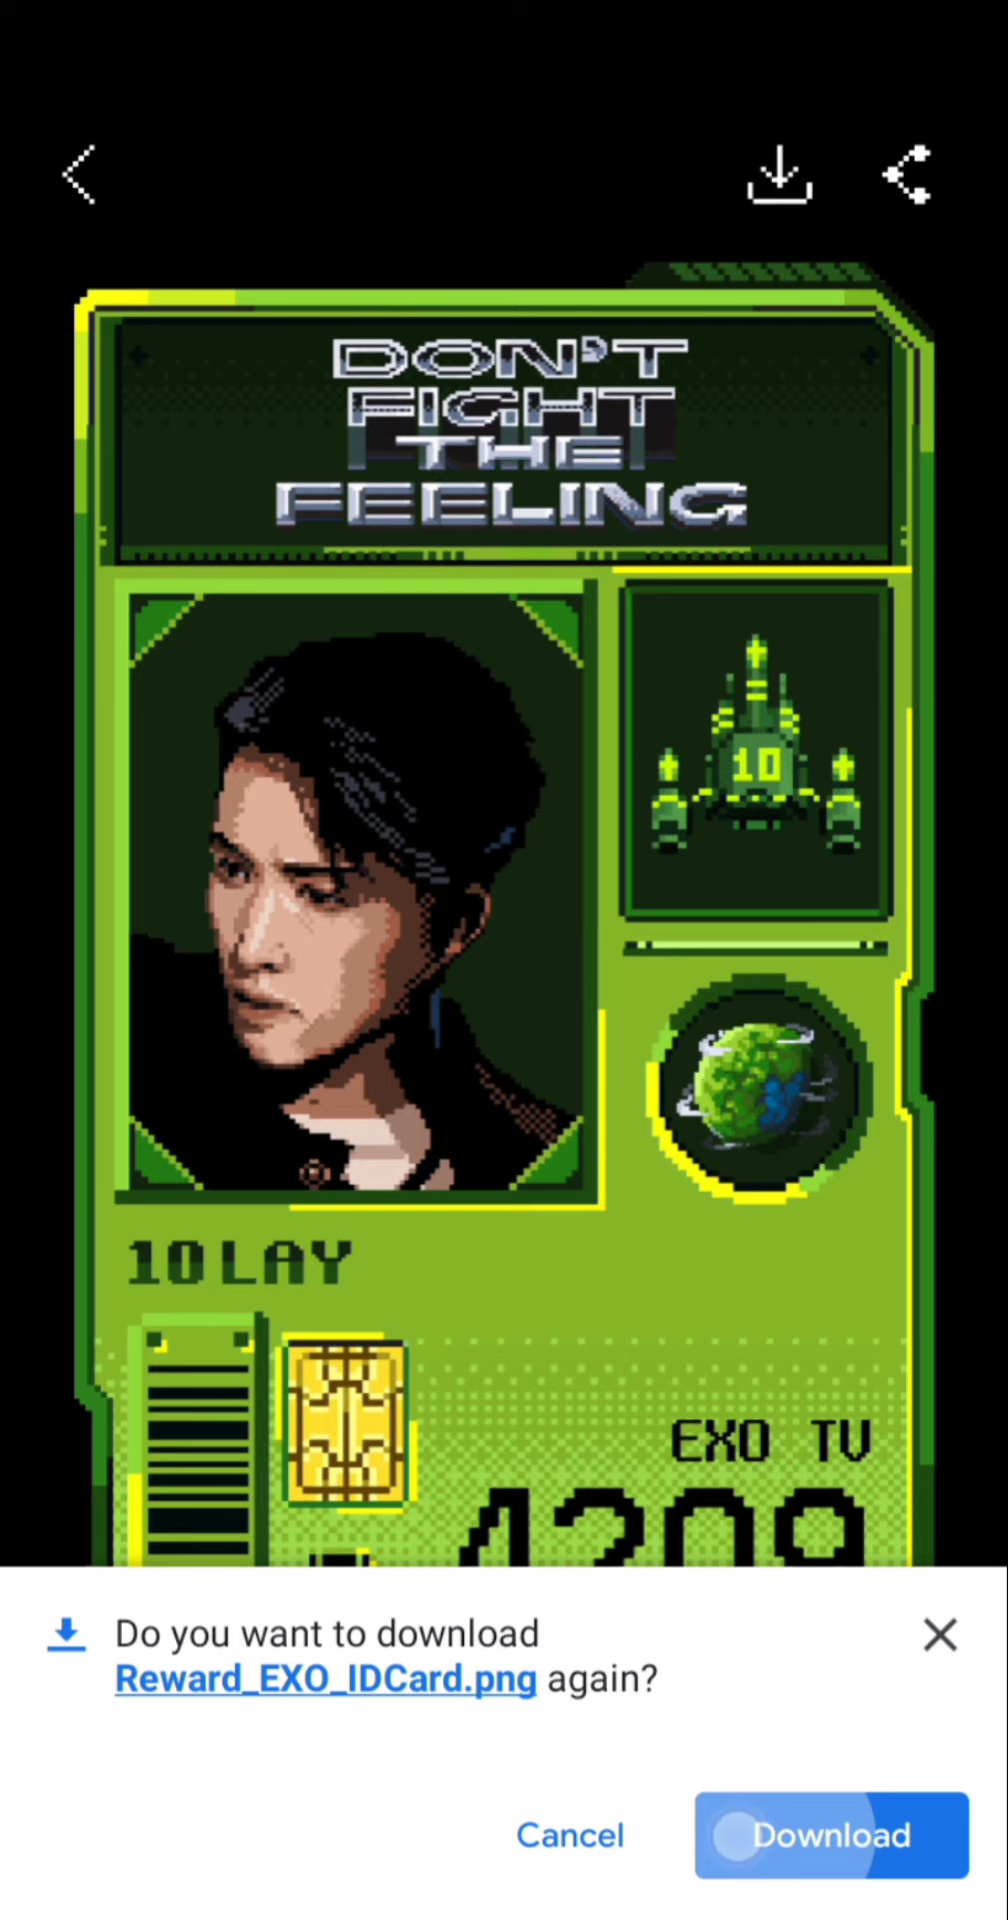 DON'T
FIGHT
THE
FEELING
10
10 LAY
EXO TV
4209
Do you want to download
Reward_EXO_IDCard.png again?
Cancel
Download